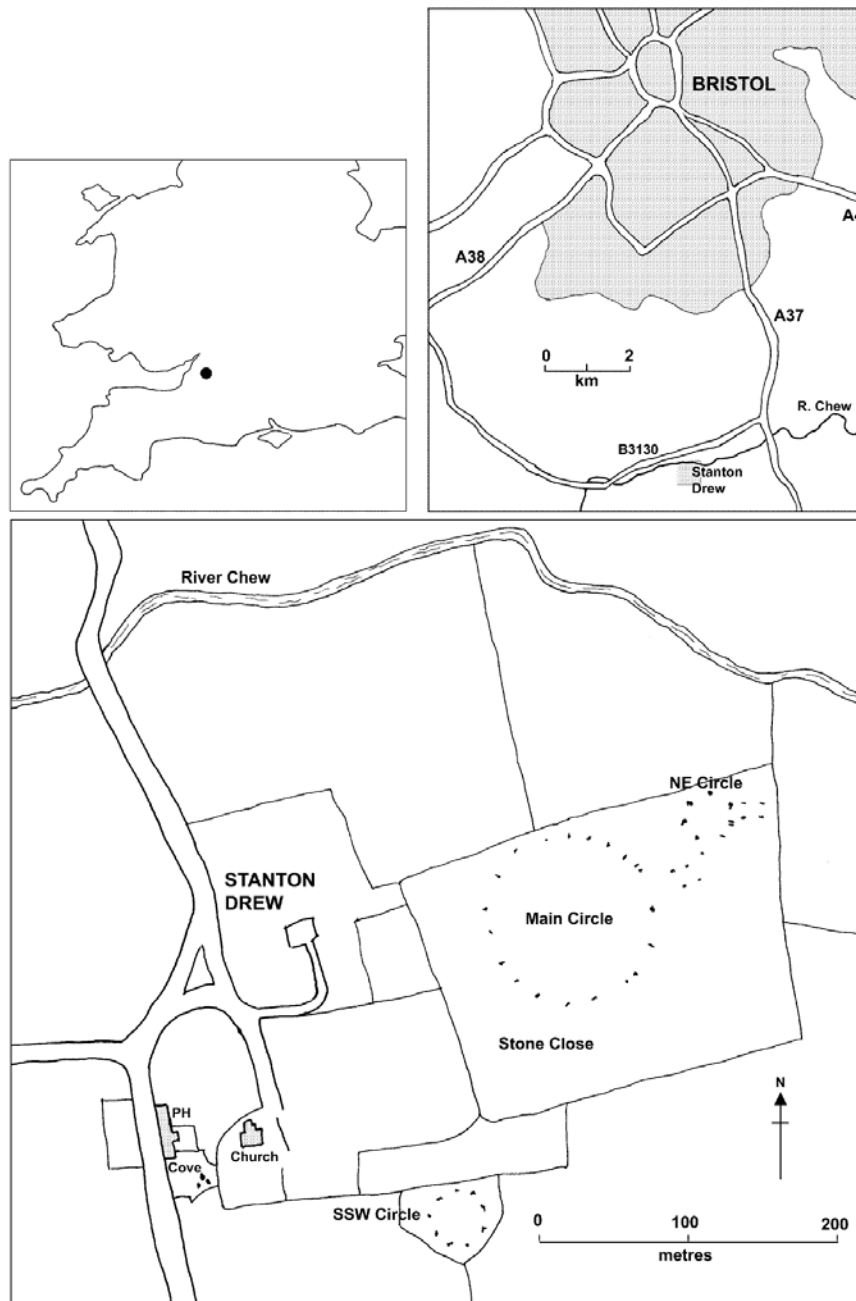 BRISTOL
A38
A4
A37
0 2
km
R. Chew
B3130
Stanton
Drew
River Chew
NE Circle
STANTON
DREW
Main Circle
Stone Close
N
PH
Church
Cove
SSW Circle
0 100 200
metres